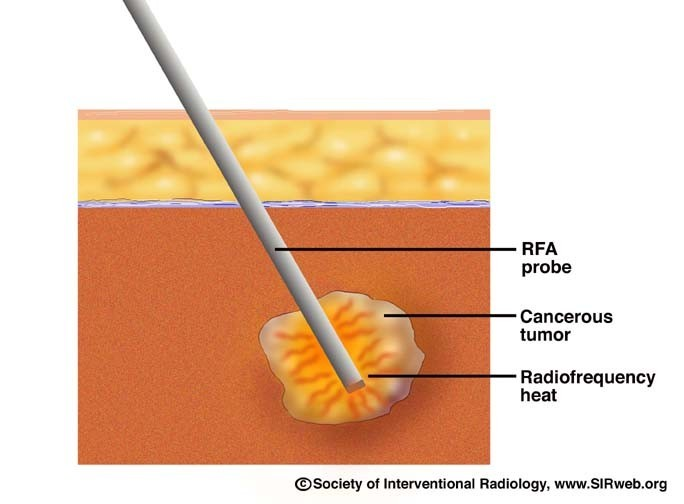 RFA
probe
Cancerous
tumor
Radiofrequency
heat
©Society of Interventional Radiology, www.SIRweb.org